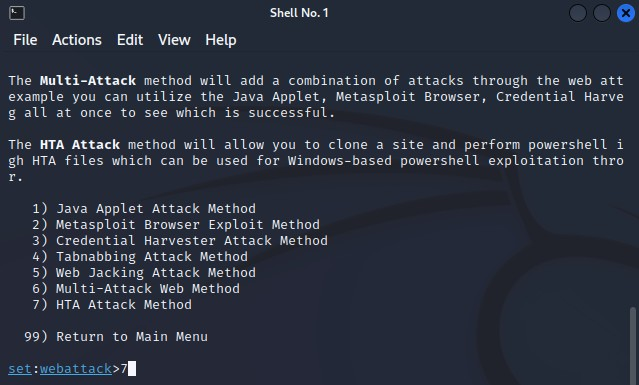 Shell No. 1
File Actions Edit View Help
The Multi-Attack method will add a combination of attacks through the web att
example you can utilize the Java Applet, Metasploit Browser, Credential Harve
g all at once to see which is successful.
The HTA Attack method will allow you to clone a site and perform powershell i
gh HTA files which can be used for Windows-based powershell exploitation thro
r.
1) Java Applet Attack Method
2) Metasploit Browser Exploit Method
3) Credential Harvester Attack Method
4) Tabnabbing Attack Method
5) Web Jacking Attack Method
6) Multi-Attack Web Method
7) HTA Attack Method
99) Return to Main Menu
set:webattack>7